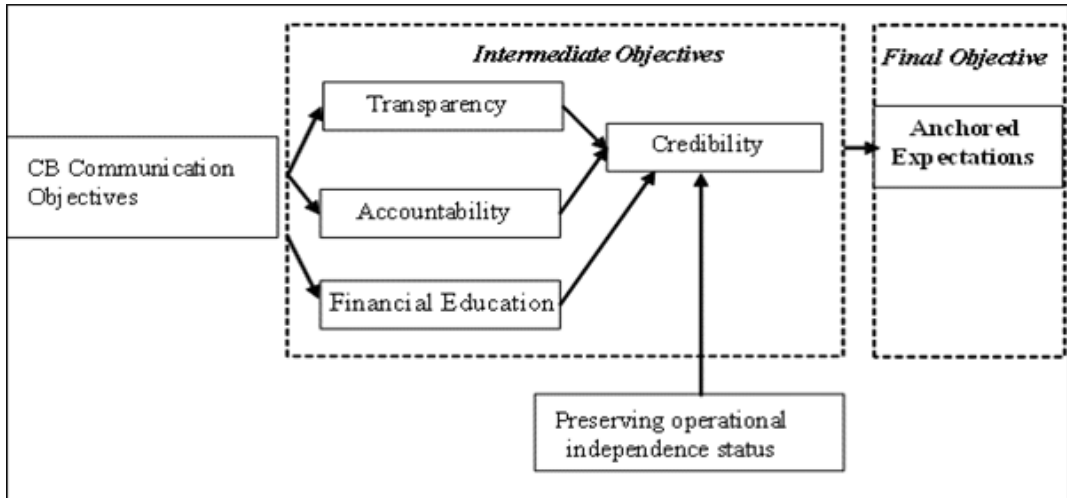 Intermediate Objectives
Final Objective
Transparency
Anchored
Expectations
Credibility
CB Communication
Objectives
Accountability
Financial Education
Preserving operational
independence status